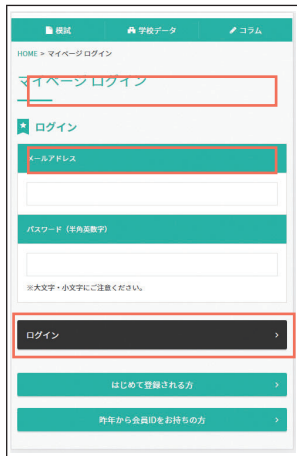 模試
学校データ
コラム
HOME > マイページ ログイン
マイページ ログイン
ログイン
メールアドレス
パスワード（半角英数字）
※大文字・小文字にご注意ください。
ログイン
はじめて登録される方
昨年から会員IDをお持ちの方